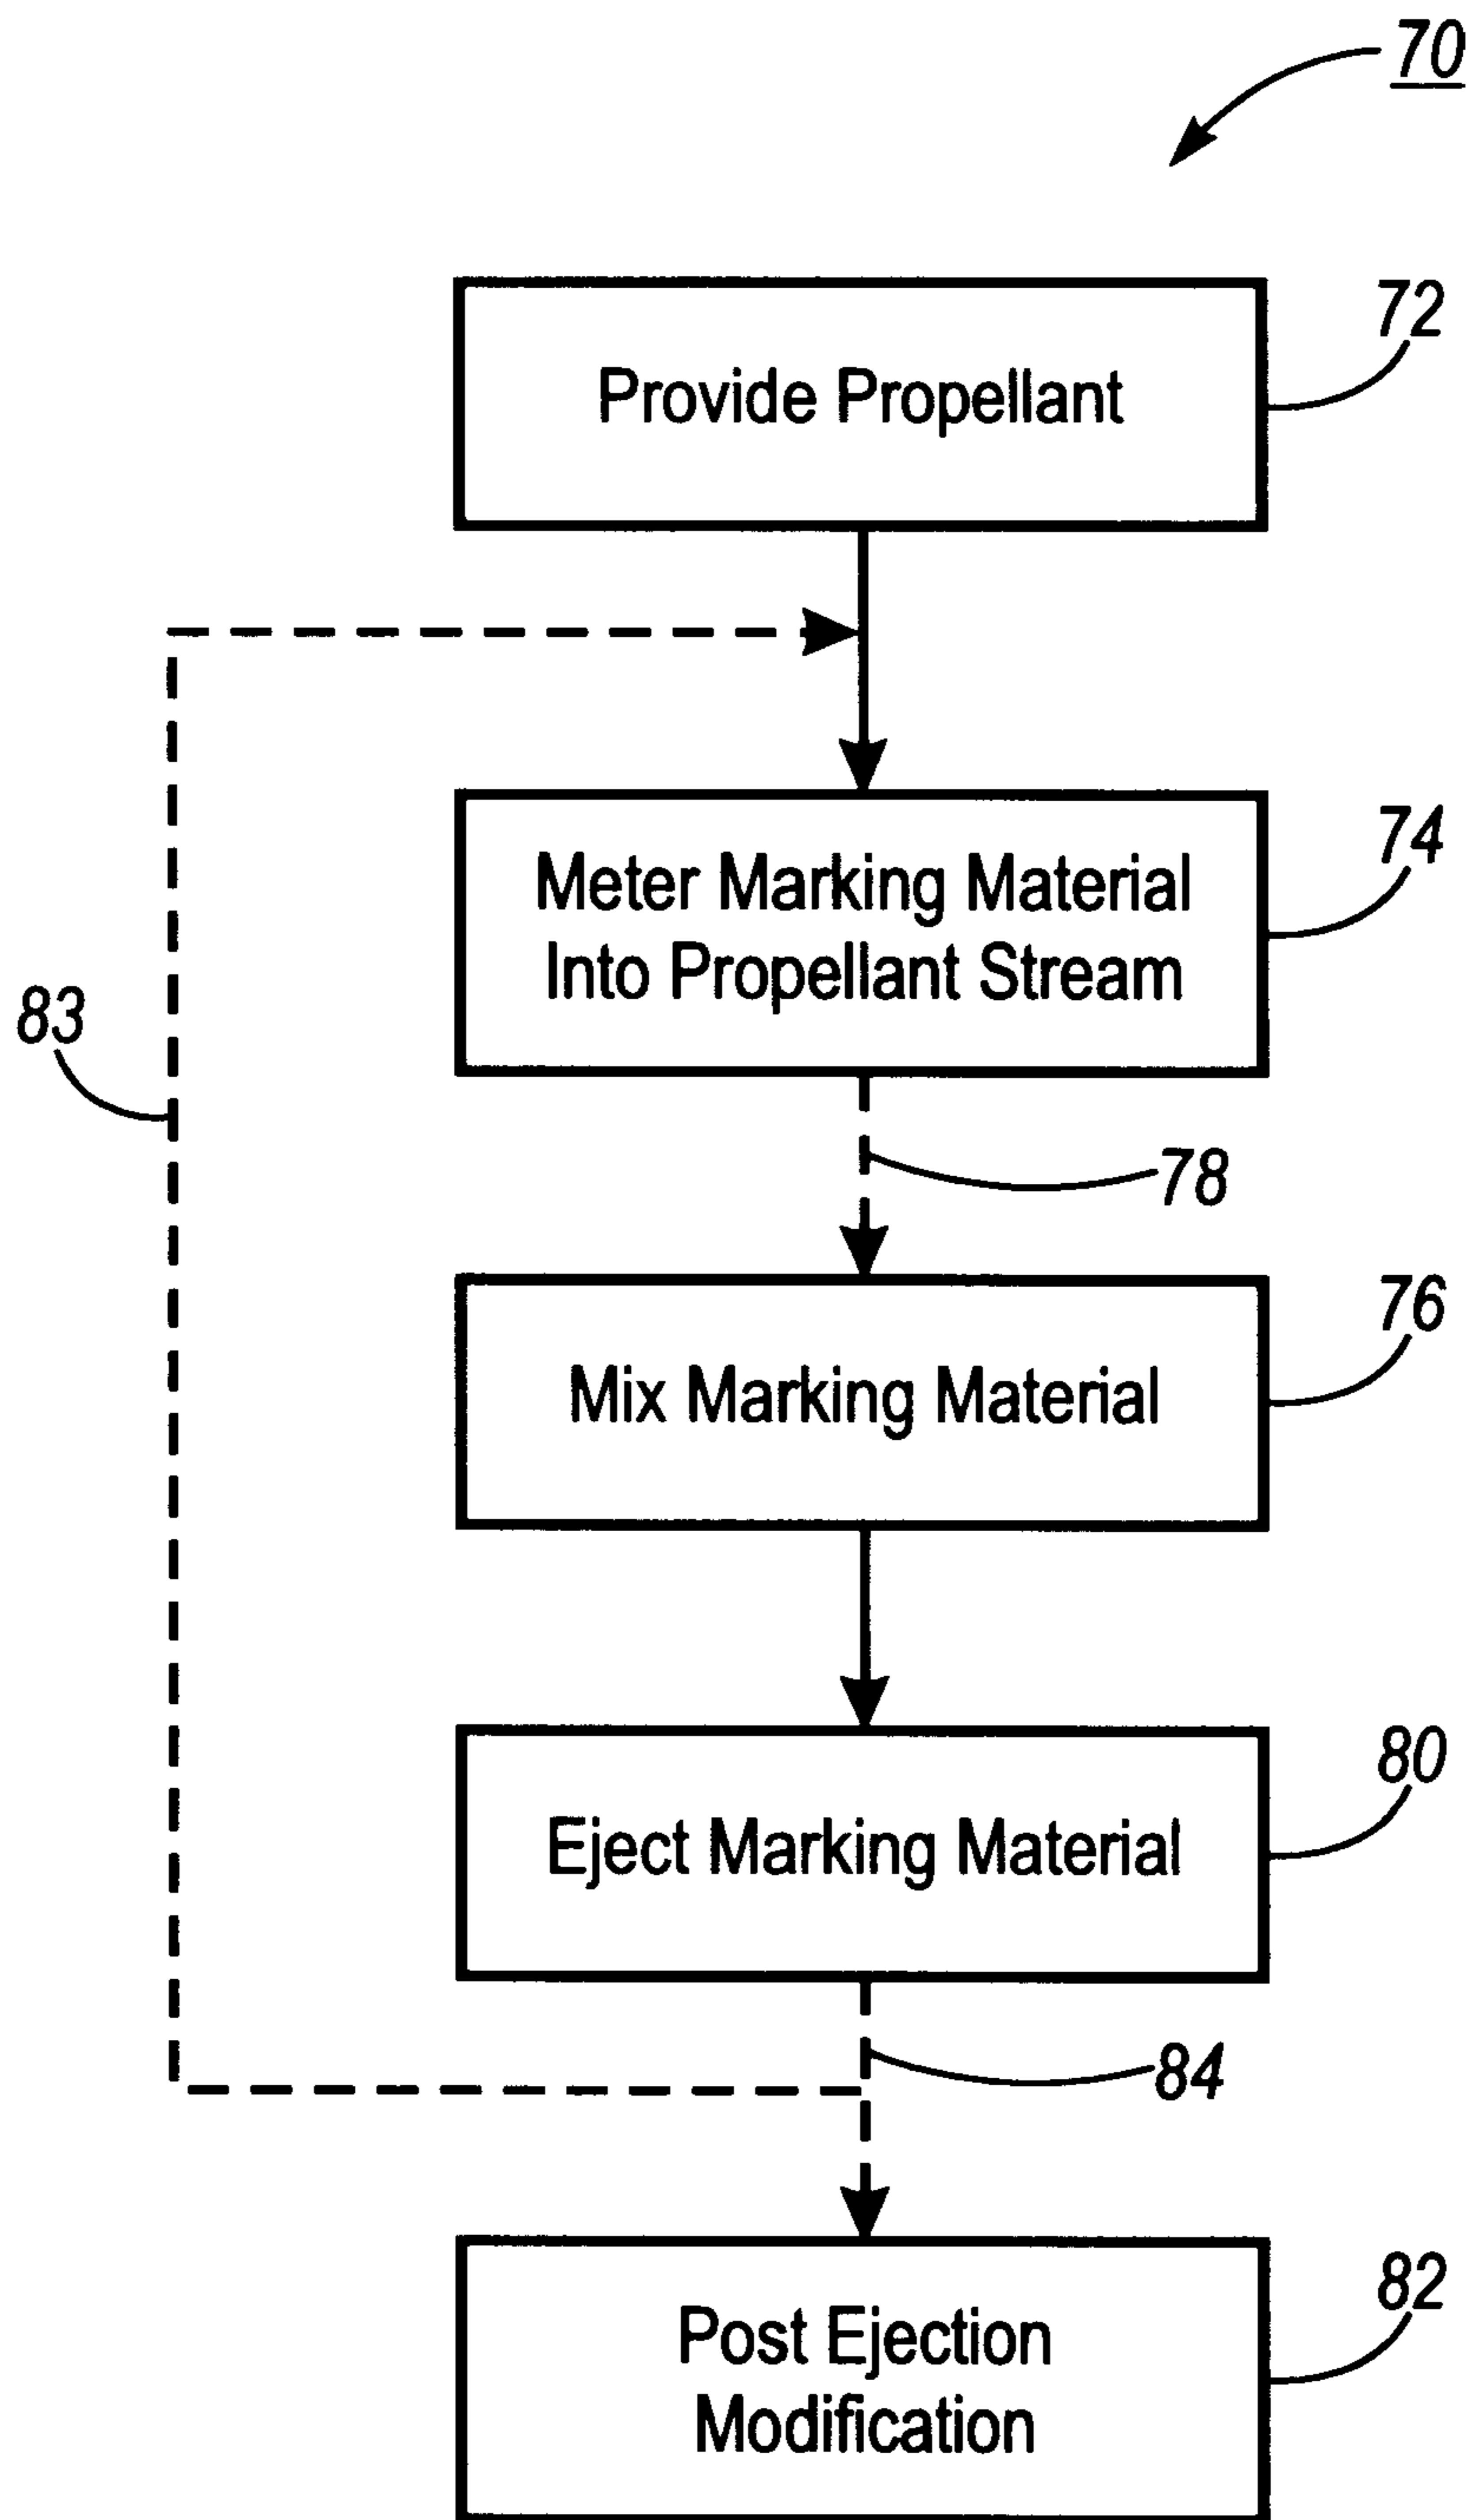 70
Provide Propellant
72
Meter Marking Material
Into Propellant Stream
74
83
78
Mix Marking Material
76
Eject Marking Material
80
84
Post Ejection
Modification
82